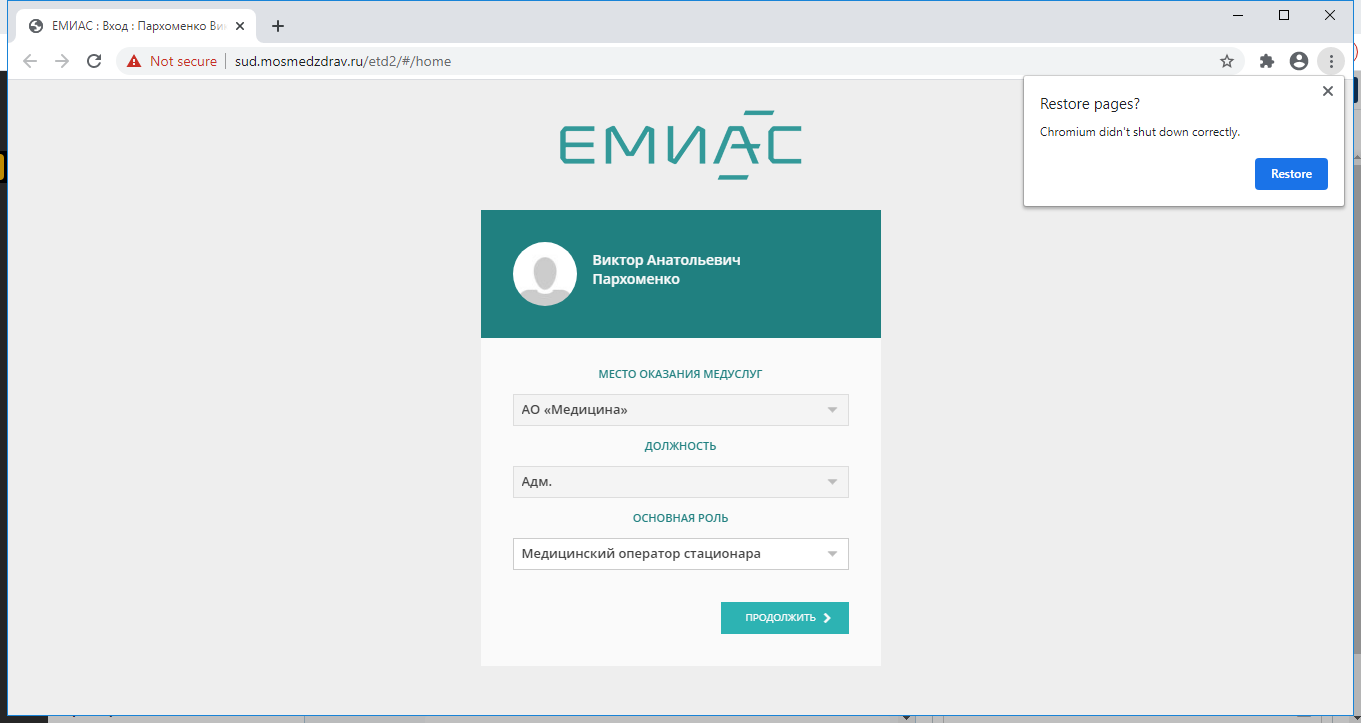 ЕМИАС : Вход : Пархоменко Ви
Not secure
sud.mosmedzdrav.ru/etd2/#/home
Restore pages?
Chromium didn't shut down correctly.
Restore
ЕМИАС
Виктор Анатольевич
Пархоменко
МЕСТО ОКАЗАНИЯ МЕДУСЛУГ
АО «Медицина»
ДОЛЖНОСТЬ
Адм.
ОСНОВНАЯ РОЛЬ
Медицинский оператор стационара
ПРОДОЛЖИТЬ